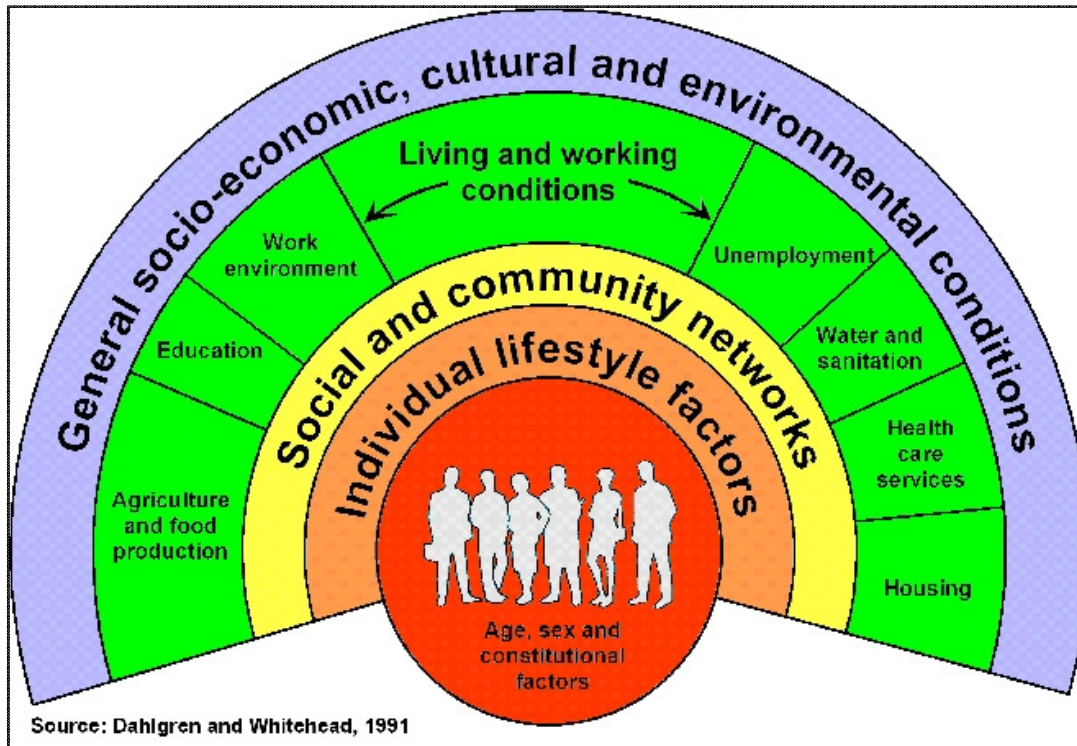 General socio-economic, cultural and environmental conditions
Living and working
conditions
Work
environment
Unemployment
Education
Water and
sanitation
Agriculture
and food
production
Health
care
services
Housing
Social and community networks
Individual lifestyle factors
Age, sex and
constitutional
factors
Source: Dahlgren and Whitehead, 1991